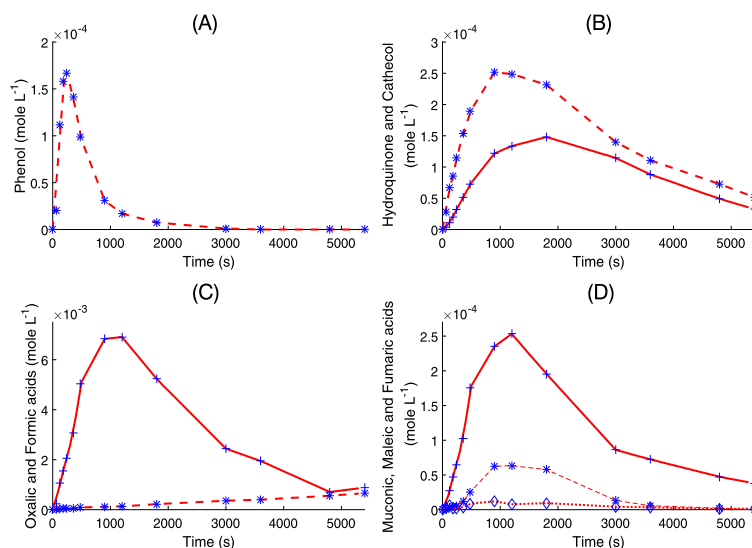 (A)
×10⁻⁴
2
1.5
1
0.5
0
Phenol (mole L⁻¹)
0 1000 2000 3000 4000 5000
Time (s)
(B)
×10⁻⁴
3
2.5
2
1.5
1
0.5
0
Hydroquinone and Cathecol
(mole L⁻¹)
0 1000 2000 3000 4000 5000
Time (s)
(C)
×10⁻³
6
4
2
0
Oxalic and Formic acids (mole L⁻¹)
0 1000 2000 3000 4000 5000
Time (s)
(D)
×10⁻⁴
2.5
2
1.5
1
0.5
0
Muconic, Maleic and Fumaric acids
(mole L⁻¹)
0 1000 2000 3000 4000 5000
Time (s)